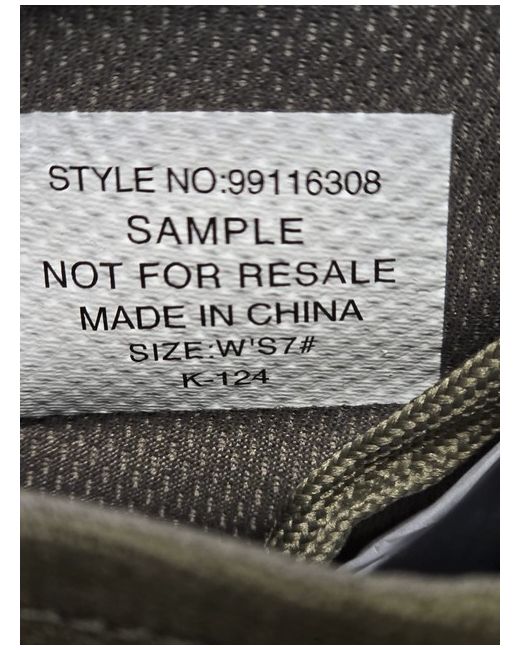 STYLE NO:99116308
SAMPLE
NOT FOR RESALE
MADE IN CHINA
SIZE:W'S7#
K-124